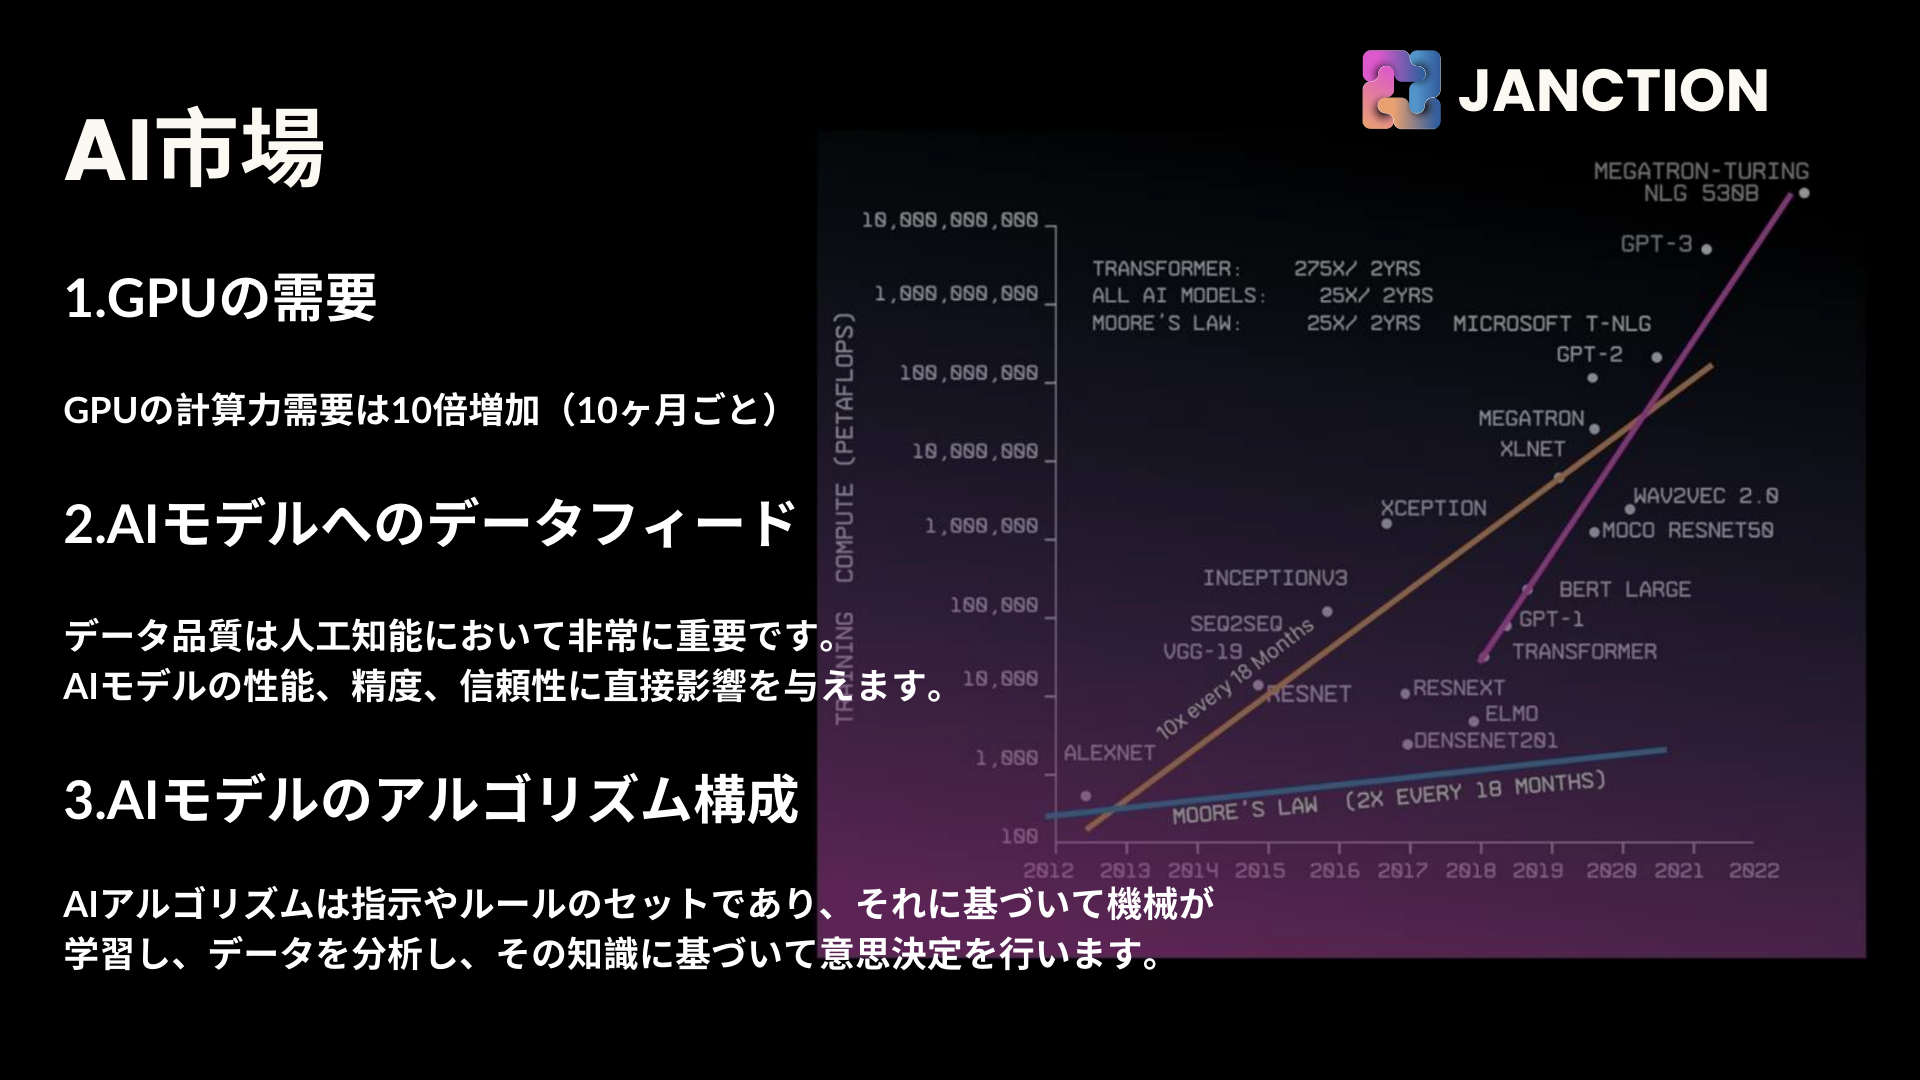 JANCTION
AI市場
1.GPUの需要
GPUの計算力需要は10倍増加（10ヶ月ごと）
2.AIモデルへのデータフィード
データ品質は人工知能において非常に重要です。
AIモデルの性能、精度、信頼性に直接影響を与えます。
3.AIモデルのアルゴリズム構成
AIアルゴリズムは指示やルールのセットであり、それに基づいて機械が
学習し、データを分析し、その知識に基づいて意思決定を行います。
TRAINING COMPUTE (PETAFLOPS)
10,000,000,000
1,000,000,000
100,000,000
10,000,000
1,000,000
100,000
10,000
1,000
100
2012 2013 2014 2015 2016 2017 2018 2019 2020 2021 2022
TRANSFORMER: 275X/ 2YRS
ALL AI MODELS: 25X/ 2YRS
MOORE'S LAW: 25X/ 2YRS
MEGATRON-TURING
NLG 530B
GPT-3
MICROSOFT T-NLG
GPT-2
MEGATRON
XLNET
WAV2VEC 2.0
XCEPTION
MOCO RESNET50
INCEPTIONV3
BERT LARGE
SEQ2SEQ
GPT-1
VGG-19
TRANSFORMER
10x every 18 Months
RESNET
RESNEXT
ELMO
DENSENET201
ALEXNET
MOORE'S LAW (2X EVERY 18 MONTHS)